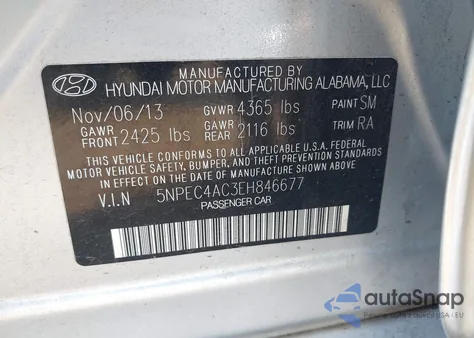 MANUFACTURED BY
HYUNDAI MOTOR MANUFACTURING ALABAMA, LLC
Nov/06/13 GVWR 4365 lbs PAINT SM
GAWR FRONT 2425 lbs GAWR REAR 2116 lbs TRIM RA
THIS VEHICLE CONFORMS TO ALL APPLICABLE U.S.A. FEDERAL
MOTOR VEHICLE SAFETY, BUMPER, AND THEFT PREVENTION STANDARDS
IN EFFECT ON THE DATE OF MANUFACTURE SHOWN ABOVE.
V.I.N 5NPEC4AC3EH846677
PASSENGER CAR
autoSnap